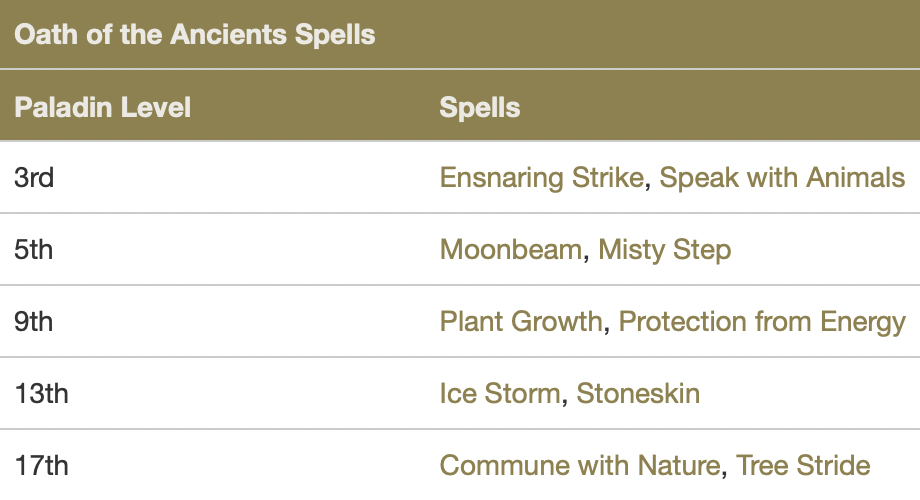 Oath of the Ancients Spells
Paladin Level Spells
3rd Ensnaring Strike, Speak with Animals
5th Moonbeam, Misty Step
9th Plant Growth, Protection from Energy
13th Ice Storm, Stoneskin
17th Commune with Nature, Tree Stride